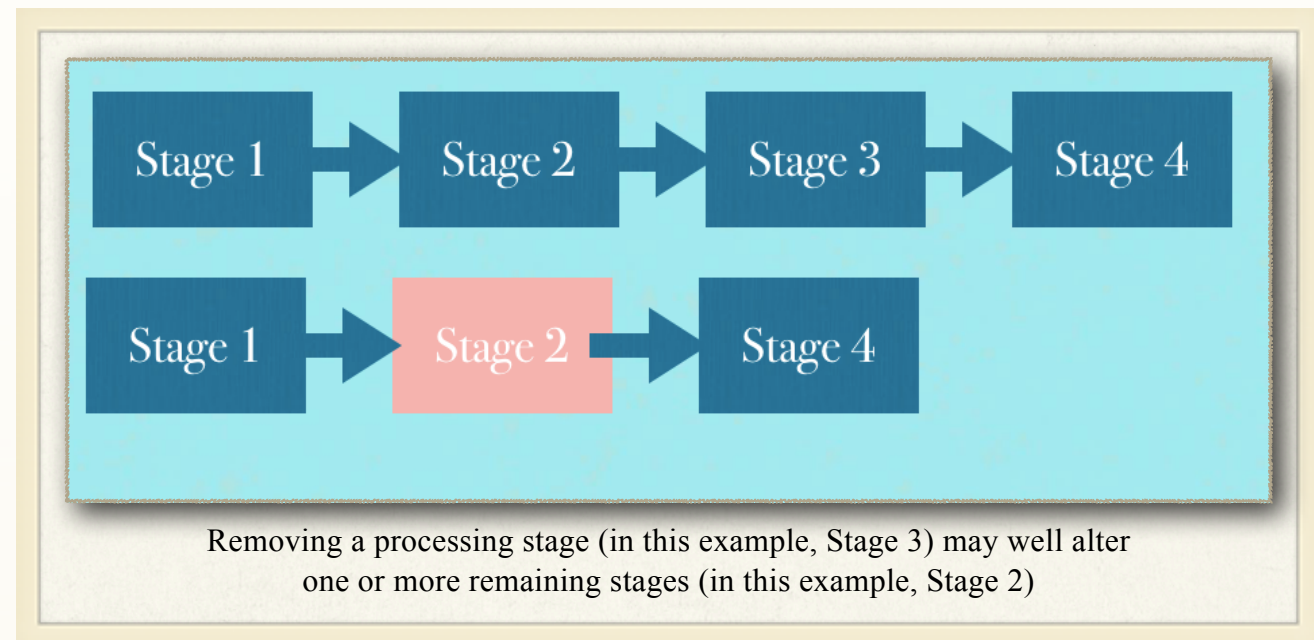 Stage 1
Stage 2
Stage 3
Stage 4
Stage 1
Stage 2
Stage 4
Removing a processing stage (in this example, Stage 3) may well alter
one or more remaining stages (in this example, Stage 2)